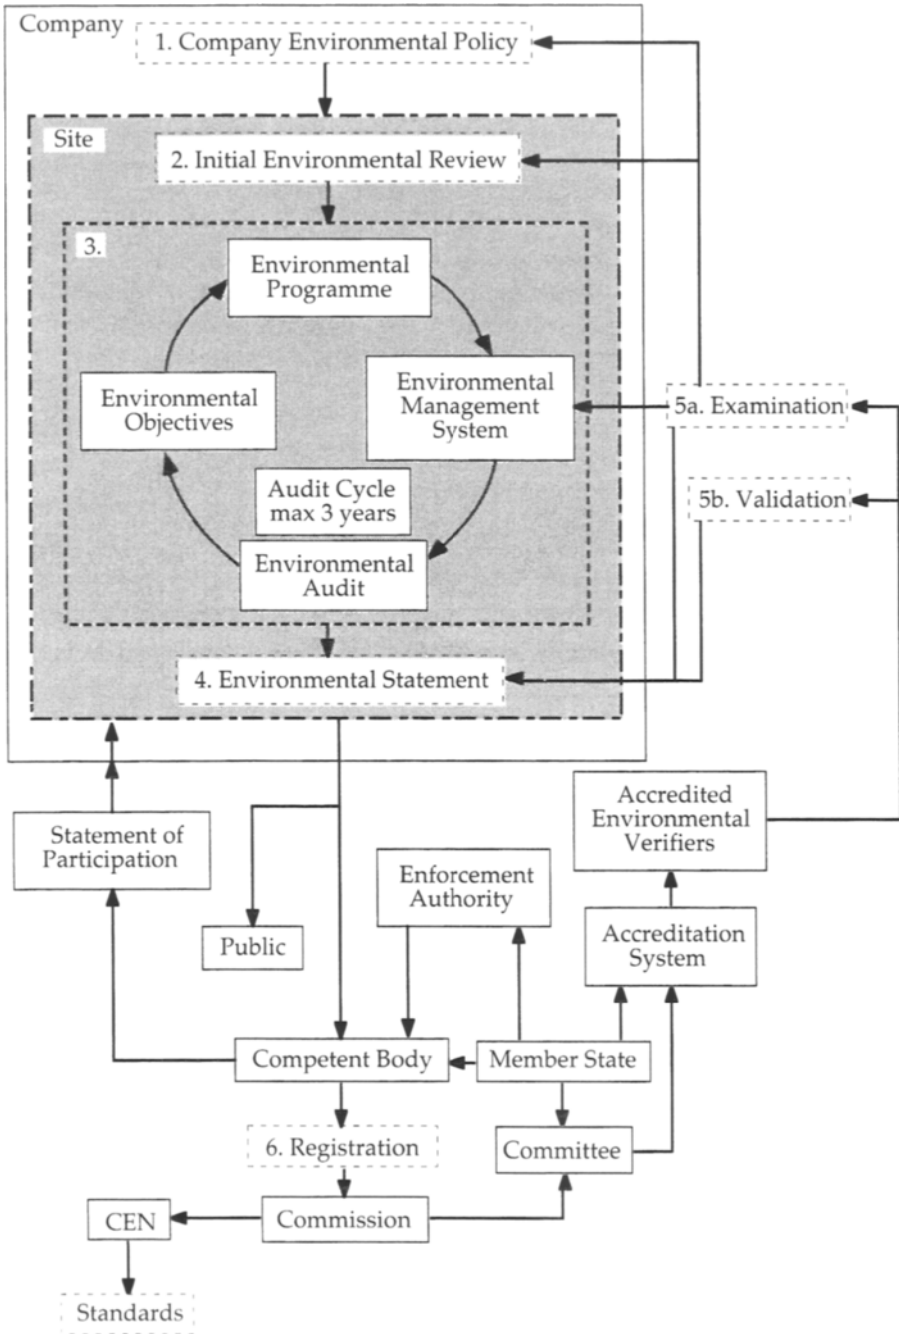 Company
1. Company Environmental Policy
Site
2. Initial Environmental Review
3.
Environmental
Programme
Environmental
Objectives
Environmental
Management
System
5a. Examination
Audit Cycle
max 3 years
5b. Validation
Environmental
Audit
4. Environmental Statement
Statement of
Participation
Accredited
Environmental
Verifiers
Enforcement
Authority
Public
Accreditation
System
Competent Body
Member State
6. Registration
Committee
CEN
Commission
Standards